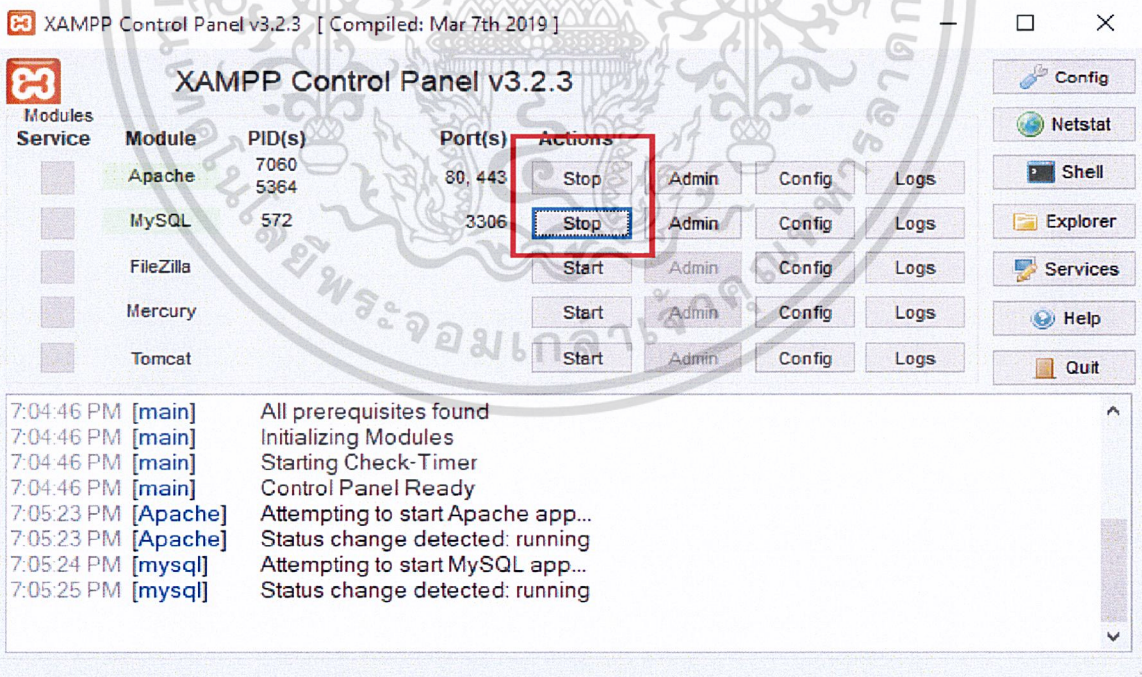 XAMPP Control Panel v3.2.3 [ Compiled: Mar 7th 2019 ]
XAMPP Control Panel v3.2.3
Config
Modules
Service Module PID(s) Port(s) Actions
Netstat
Apache 7060 5364 80, 443 Stop Admin Config Logs
Shell
MySQL 572 3306 Stop Admin Config Logs
Explorer
FileZilla Start Admin Config Logs
Services
Mercury Start Admin Config Logs
Help
Tomcat Start Admin Config Logs
Quit
7:04:46 PM [main] All prerequisites found
7:04:46 PM [main] Initializing Modules
7:04:46 PM [main] Starting Check-Timer
7:04:46 PM [main] Control Panel Ready
7:05:23 PM [Apache] Attempting to start Apache app...
7:05:23 PM [Apache] Status change detected: running
7:05:24 PM [mysql] Attempting to start MySQL app...
7:05:25 PM [mysql] Status change detected: running